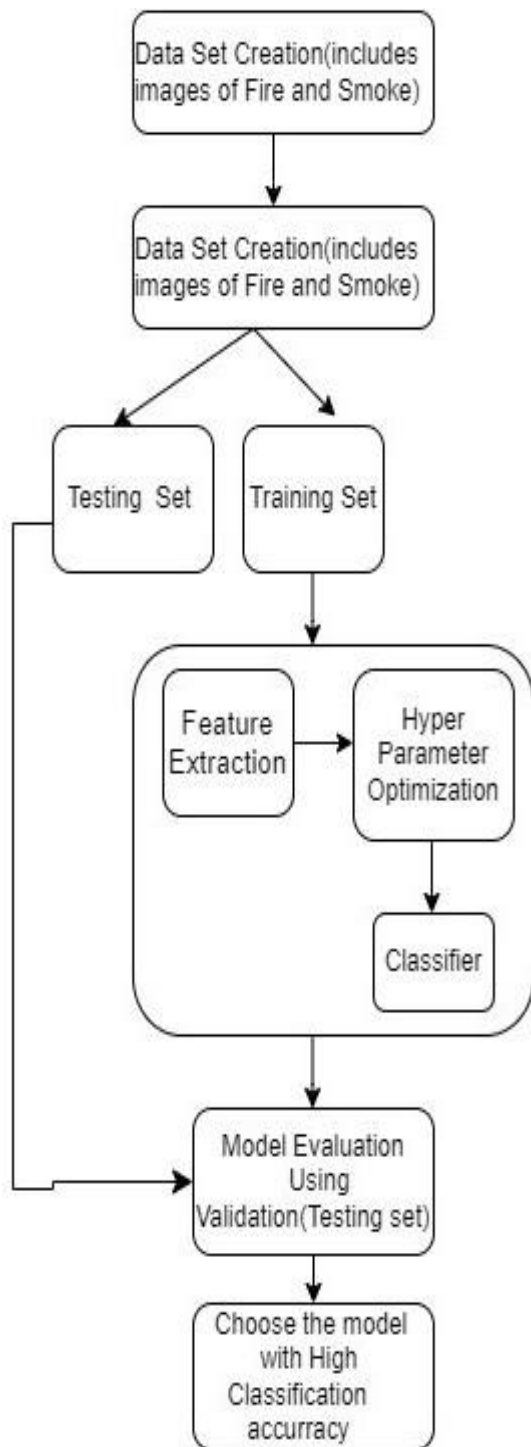 Data Set Creation(includes
images of Fire and Smoke)
Data Set Creation(includes
images of Fire and Smoke)
Testing Set
Training Set
Feature
Extraction
Hyper
Parameter
Optimization
Classifier
Model Evaluation
Using
Validation(Testing set)
Choose the model
with High
Classification
accurracy